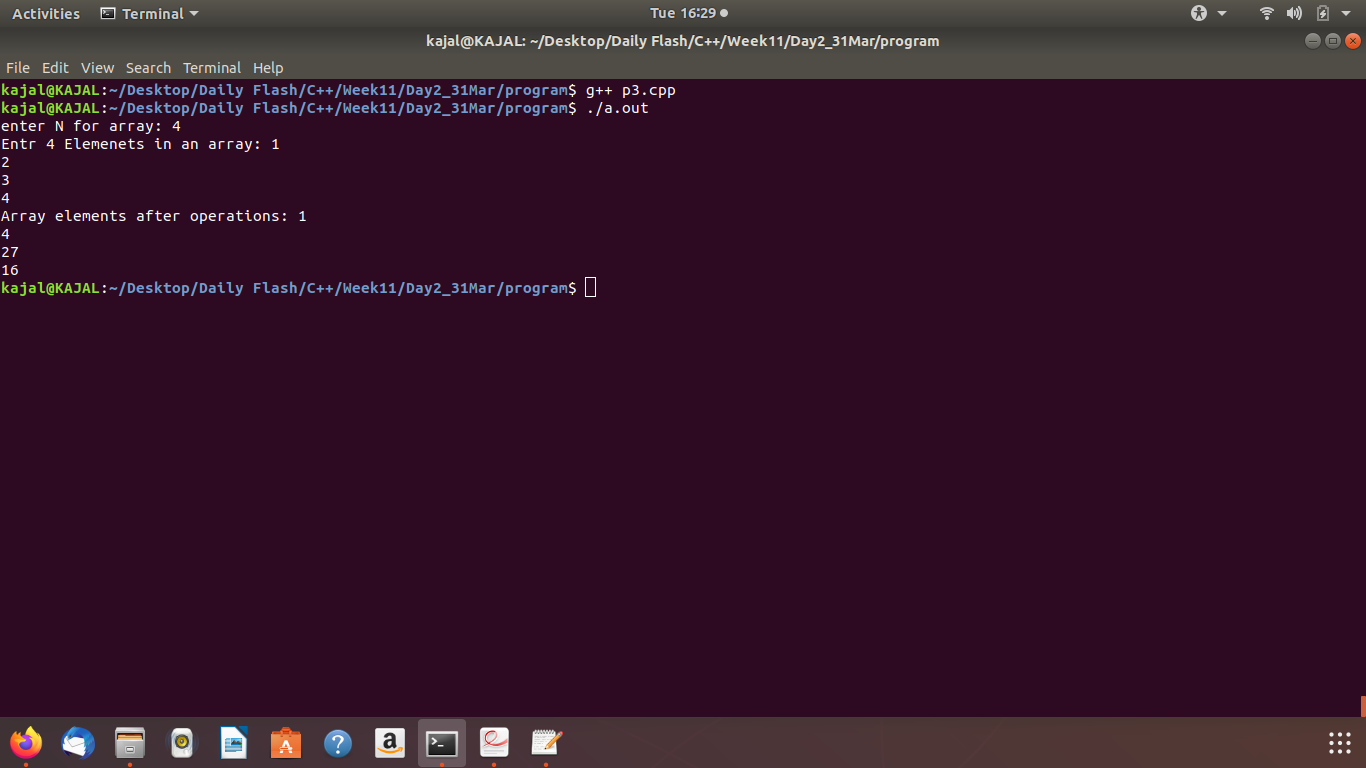 Activities Terminal Tue 16:29
kajal@KAJAL: ~/Desktop/Daily Flash/C++/Week11/Day2_31Mar/program
File Edit View Search Terminal Help
kajal@KAJAL:~/Desktop/Daily Flash/C++/Week11/Day2_31Mar/program$ g++ p3.cpp
kajal@KAJAL:~/Desktop/Daily Flash/C++/Week11/Day2_31Mar/program$ ./a.out
enter N for array: 4
Entr 4 Elemenets in an array: 1
2
3
4
Array elements after operations: 1
4
27
16
kajal@KAJAL:~/Desktop/Daily Flash/C++/Week11/Day2_31Mar/program$